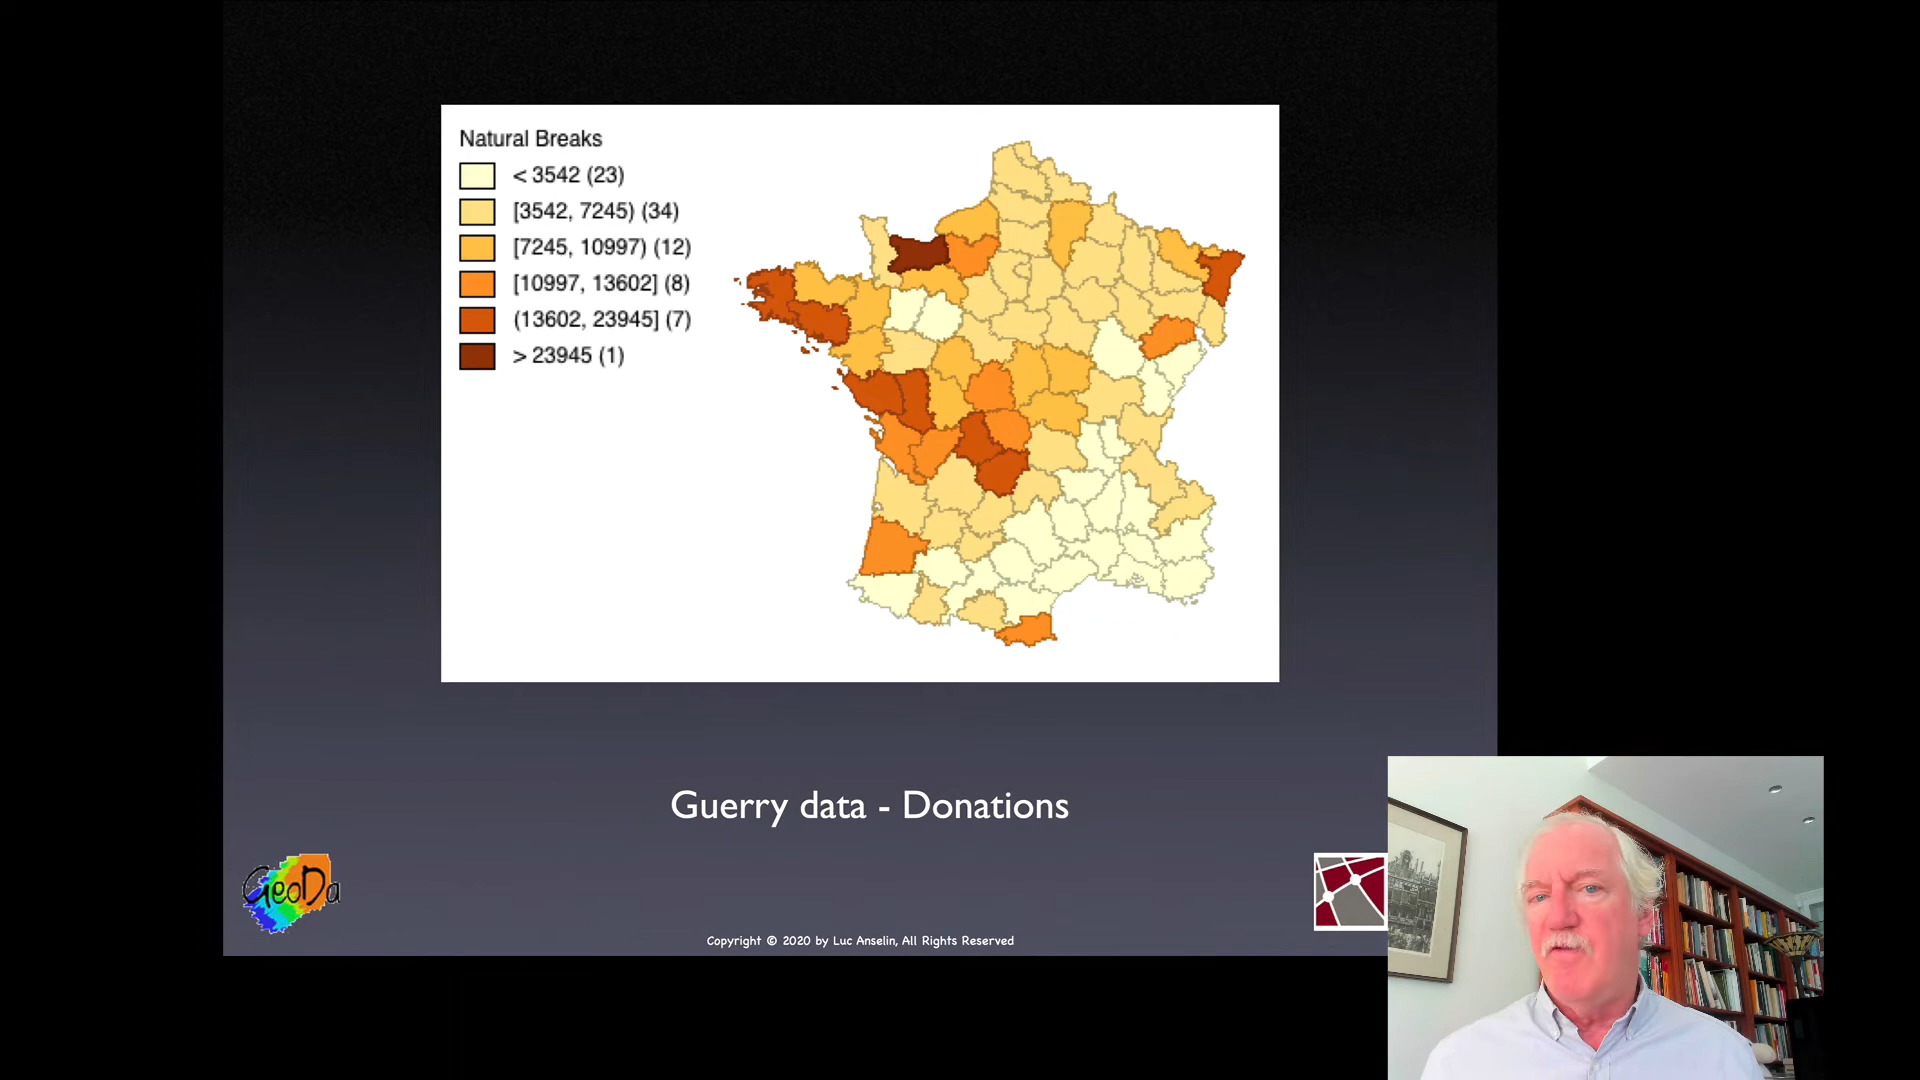 Natural Breaks
< 3542 (23)
[3542, 7245) (34)
[7245, 10997) (12)
[10997, 13602] (8)
(13602, 23945] (7)
> 23945 (1)
Guerry data - Donations
GeoDa
Copyright © 2020 by Luc Anselin, All Rights Reserved